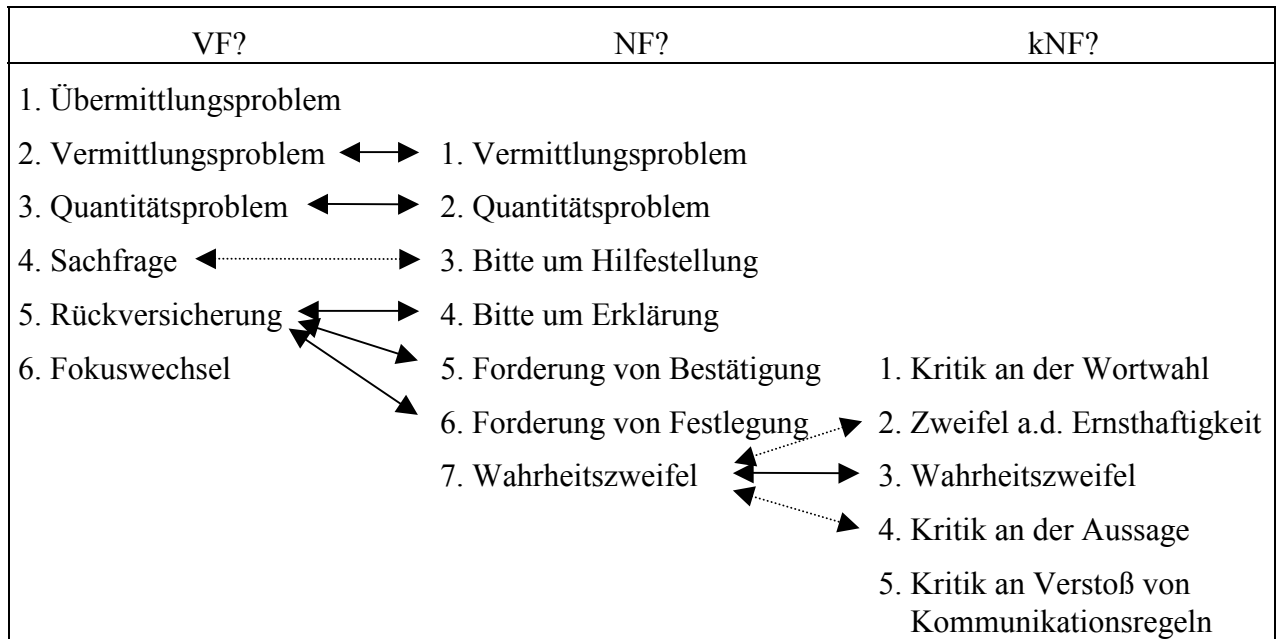 VF? NF? kNF?
1. Übermittlungsproblem
2. Vermittlungsproblem 1. Vermittlungsproblem
3. Quantitätsproblem 2. Quantitätsproblem
4. Sachfrage 3. Bitte um Hilfestellung
5. Rückversicherung 4. Bitte um Erklärung
6. Fokuswechsel 5. Forderung von Bestätigung 1. Kritik an der Wortwahl
6. Forderung von Festlegung 2. Zweifel a.d. Ernsthaftigkeit
7. Wahrheitszweifel 3. Wahrheitszweifel
4. Kritik an der Aussage
5. Kritik an Verstoß von
Kommunikationsregeln